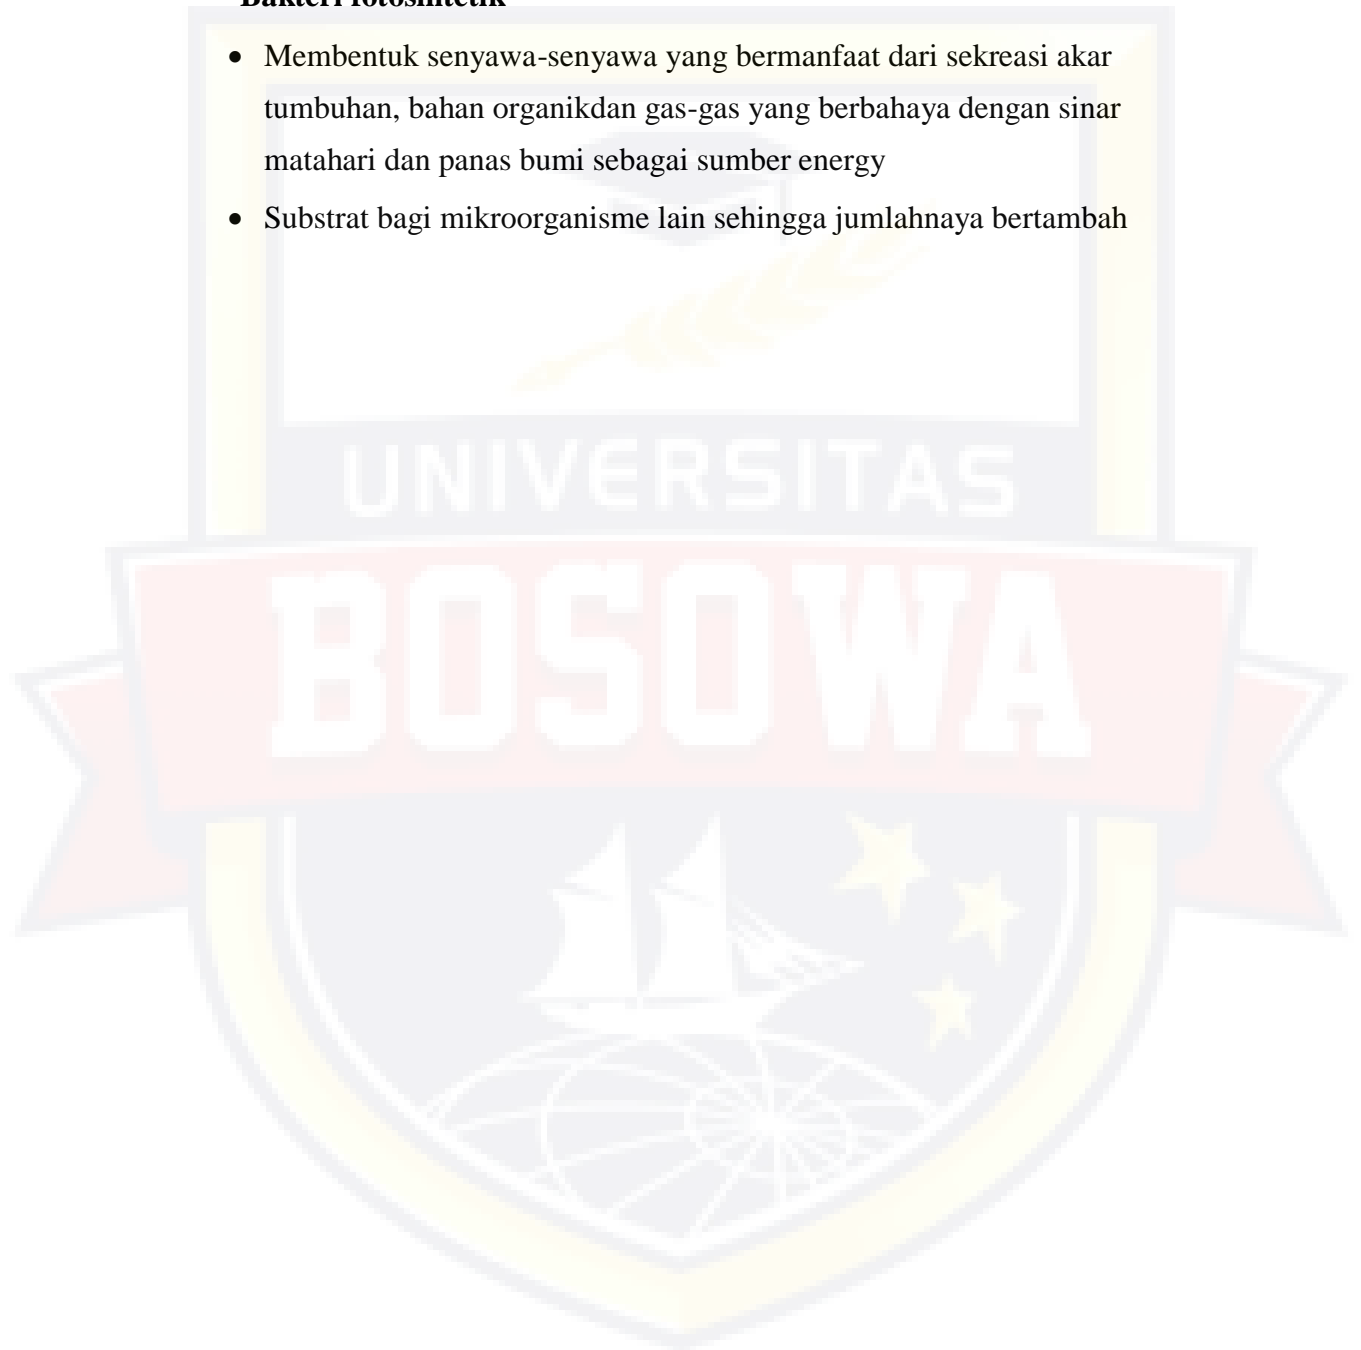 Bakteri fotosintetik
• Membentuk senyawa-senyawa yang bermanfaat dari sekreasi akar
tumbuhan, bahan organikdan gas-gas yang berbahaya dengan sinar
matahari dan panas bumi sebagai sumber energy
• Substrat bagi mikroorganisme lain sehingga jumlahnaya bertambah
UNIVERSITAS
BOSOWA